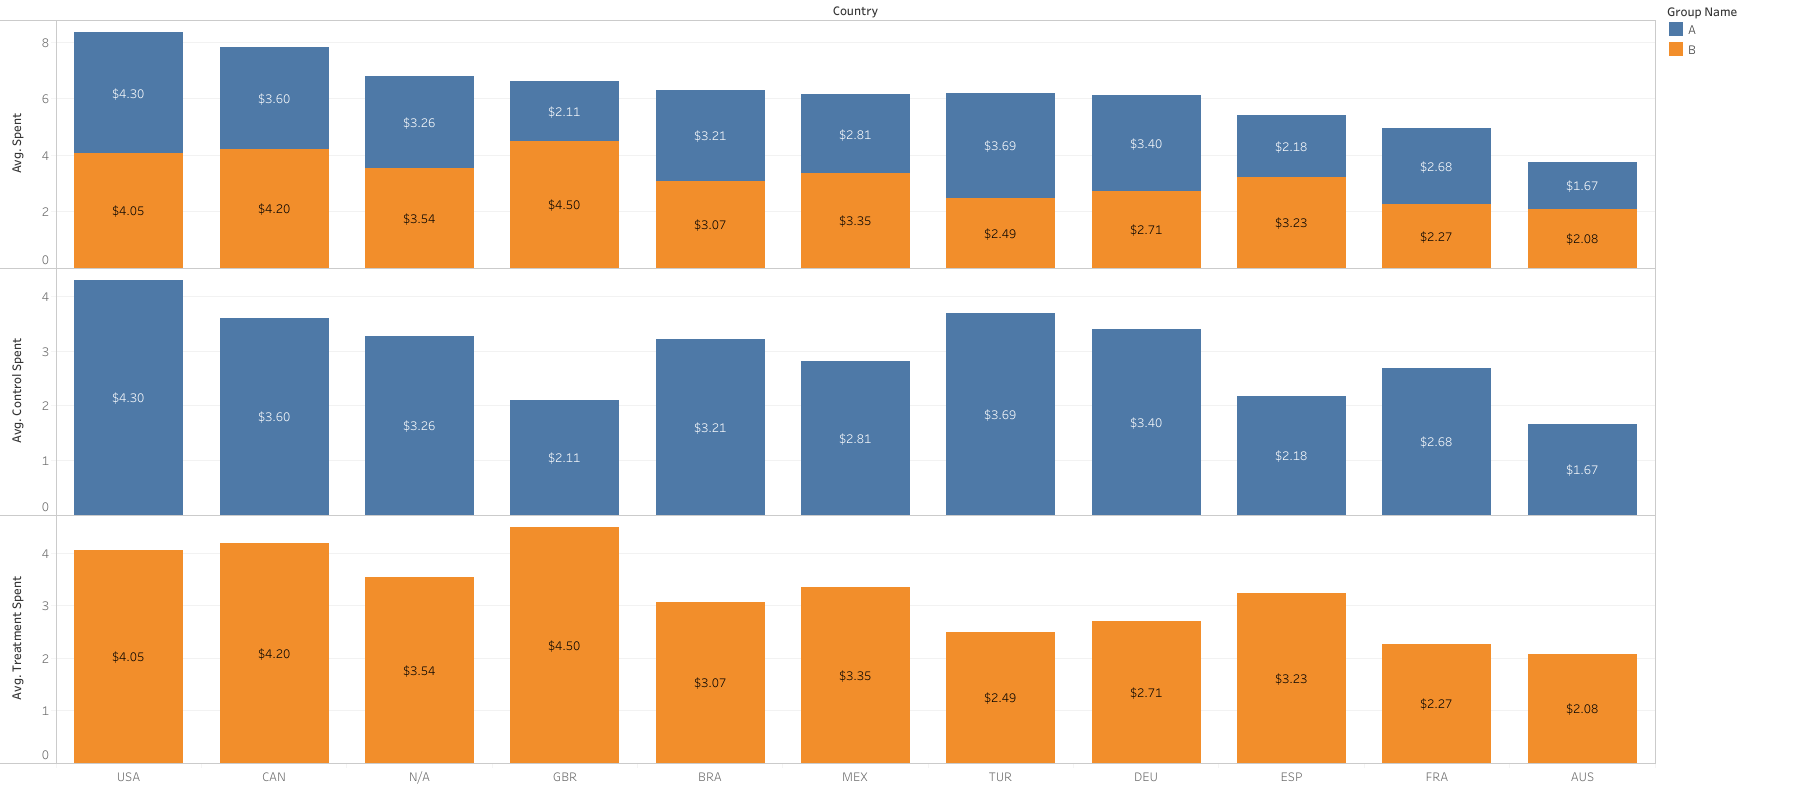 Country
Group Name
A
B
Avg. Spent
8
6
4
2
0
$4.30 $3.60 $3.26 $2.11 $3.21 $2.81 $3.69 $3.40 $2.18 $2.68 $1.67
$4.05 $4.20 $3.54 $4.50 $3.07 $3.35 $2.49 $2.71 $3.23 $2.27 $2.08
Avg. Control Spent
4
3
2
1
0
$4.30 $3.60 $3.26 $2.11 $3.21 $2.81 $3.69 $3.40 $2.18 $2.68 $1.67
Avg. Treatment Spent
4
3
2
1
0
$4.05 $4.20 $3.54 $4.50 $3.07 $3.35 $2.49 $2.71 $3.23 $2.27 $2.08
USA CAN N/A GBR BRA MEX TUR DEU ESP FRA AUS